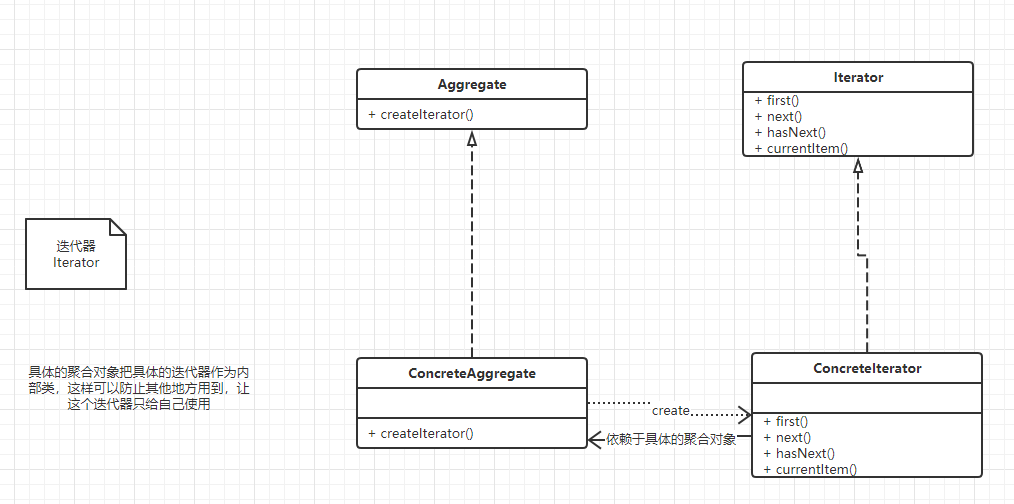 Aggregate
+ createIterator()
Iterator
+ first()
+ next()
+ hasNext()
+ currentItem()
迭代器
Iterator
具体的聚合对象把具体的迭代器作为内
部类，这样可以防止其他地方用到，让
这个迭代器只给自己使用
ConcreteAggregate
+ createIterator()
create
依赖于具体的聚合对象
ConcreteIterator
+ first()
+ next()
+ hasNext()
+ currentItem()